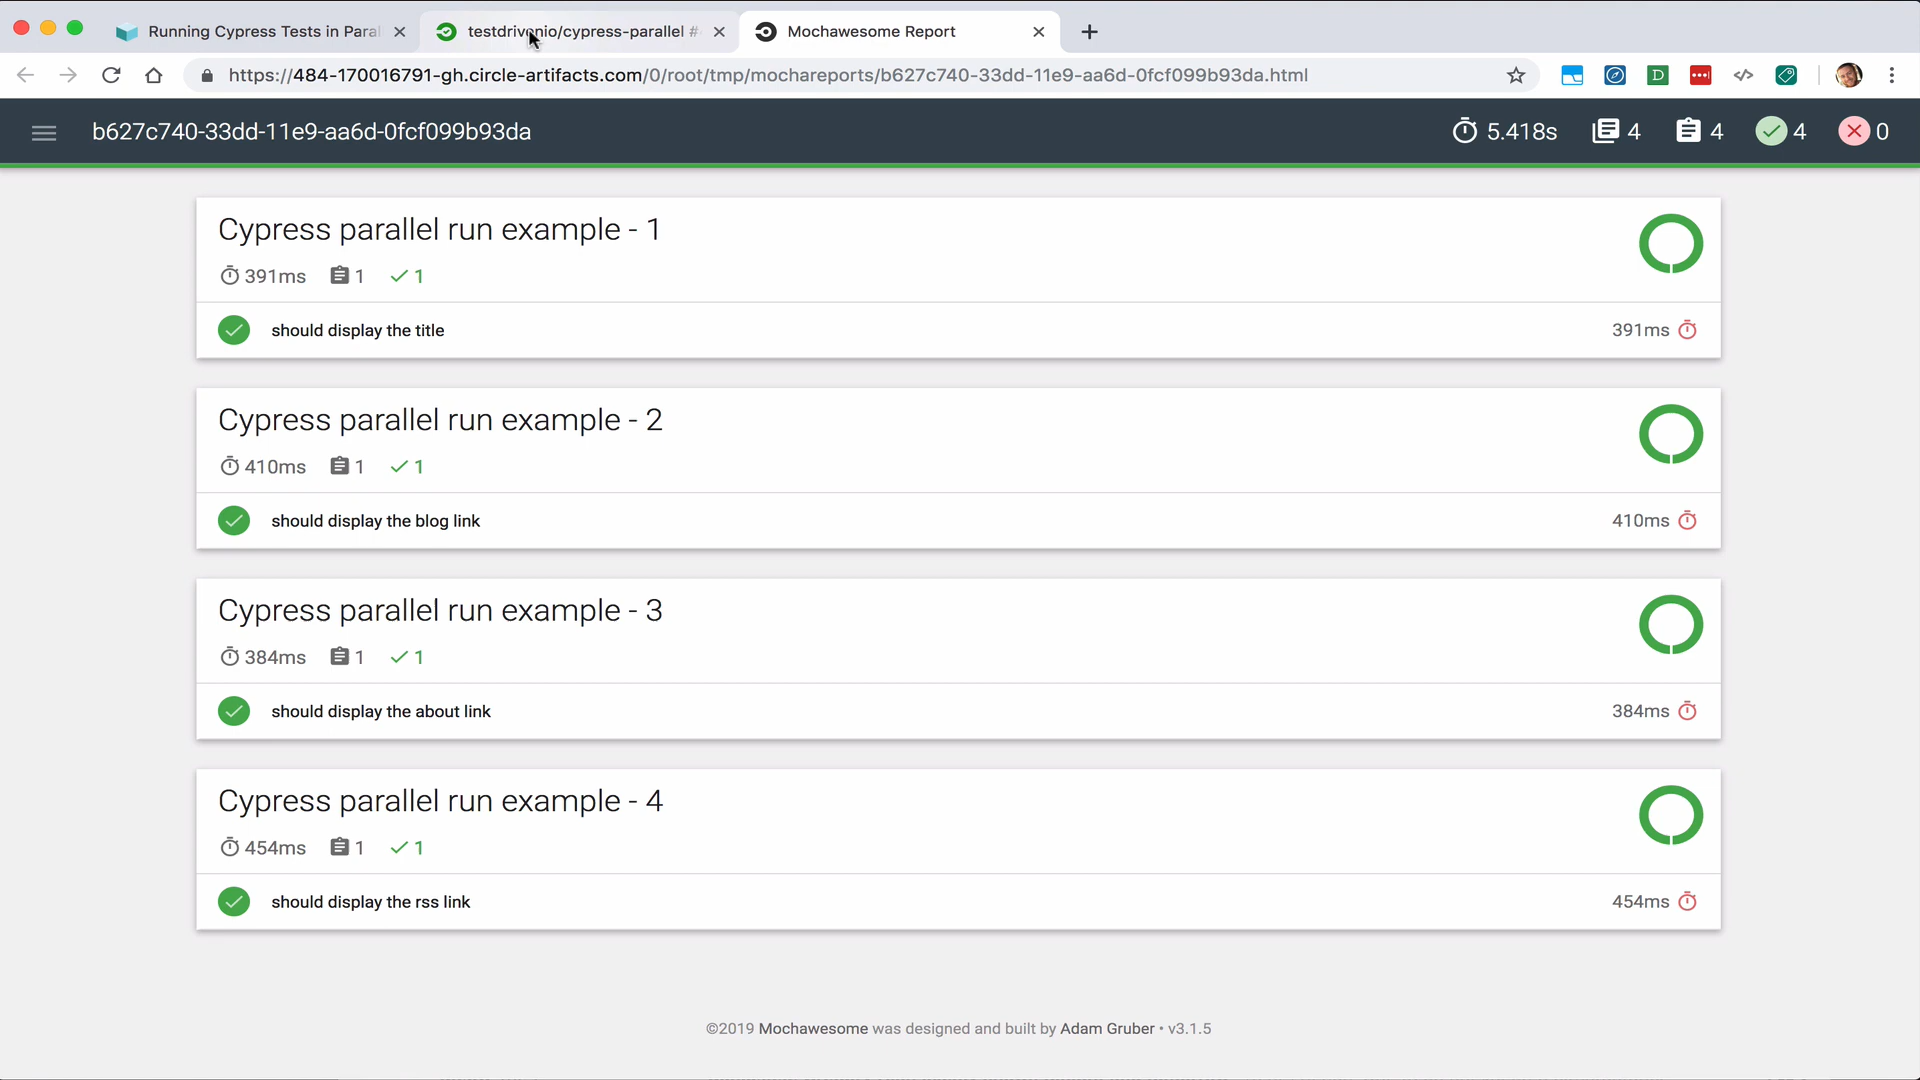 Running Cypress Tests in Paral
testdrivenio/cypress-parallel #
Mochawesome Report
https://484-170016791-gh.circle-artifacts.com/0/root/tmp/mochareports/b627c740-33dd-11e9-aa6d-0fcf099b93da.html
b627c740-33dd-11e9-aa6d-0fcf099b93da
5.418s 4 4 4 0
Cypress parallel run example - 1
391ms 1 1
should display the title
391ms
Cypress parallel run example - 2
410ms 1 1
should display the blog link
410ms
Cypress parallel run example - 3
384ms 1 1
should display the about link
384ms
Cypress parallel run example - 4
454ms 1 1
should display the rss link
454ms
©2019 Mochawesome was designed and built by Adam Gruber • v3.1.5